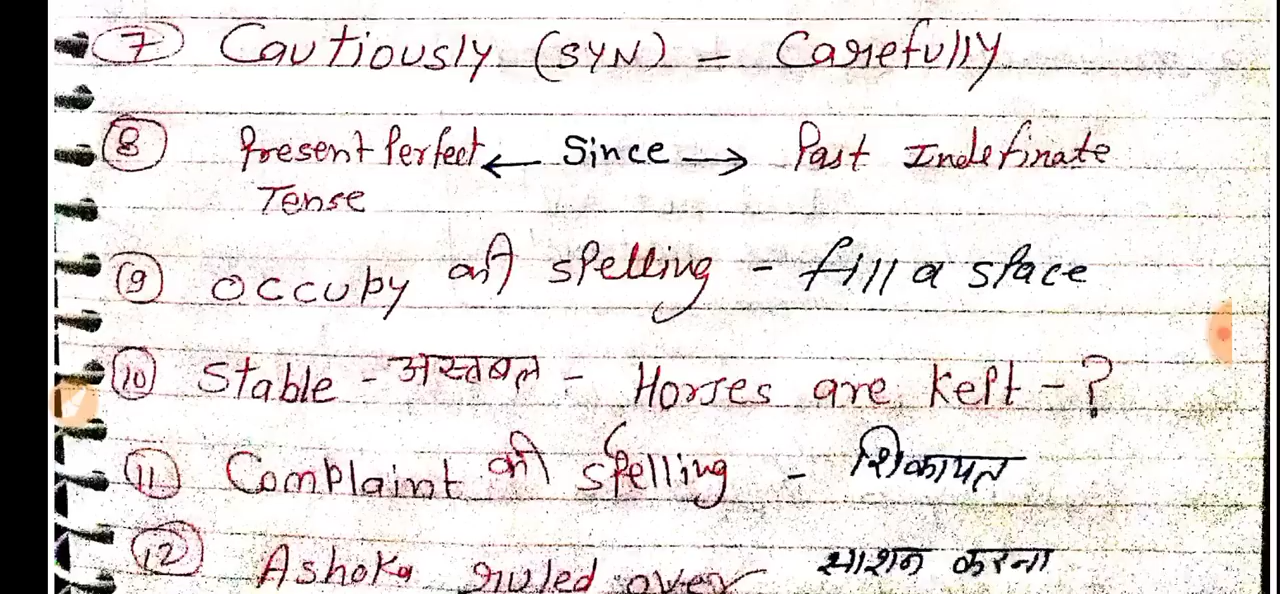 7 Cautiously (SYN) = Carefully
8 Present Perfect ← Since → Past Indefinate
Tense
9 Occupy की spelling - fill a space
10 Stable - अस्तबल - Horses are kept - ?
11 Complaint की spelling - शिकायत
12 Ashoka ruled over शाशन करना